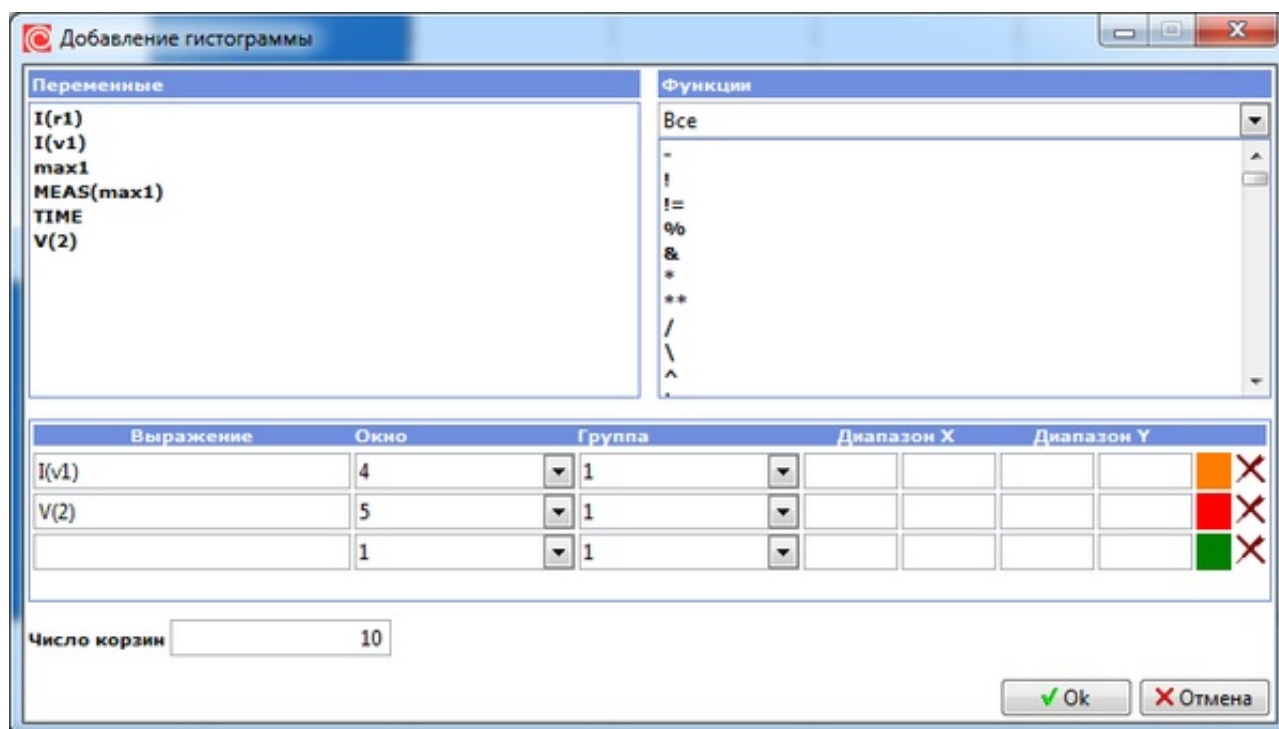 Добавление гистограммы
Переменные
I(r1)
I(v1)
max1
MEAS(max1)
TIME
V(2)
Функции
Все
-
!
!=
%
&
*
**
/
\
^
Выражение Окно Группа Диапазон X Диапазон Y
I(v1) 4 1
V(2) 5 1
1 1
Число корзин 10
Ok Отмена